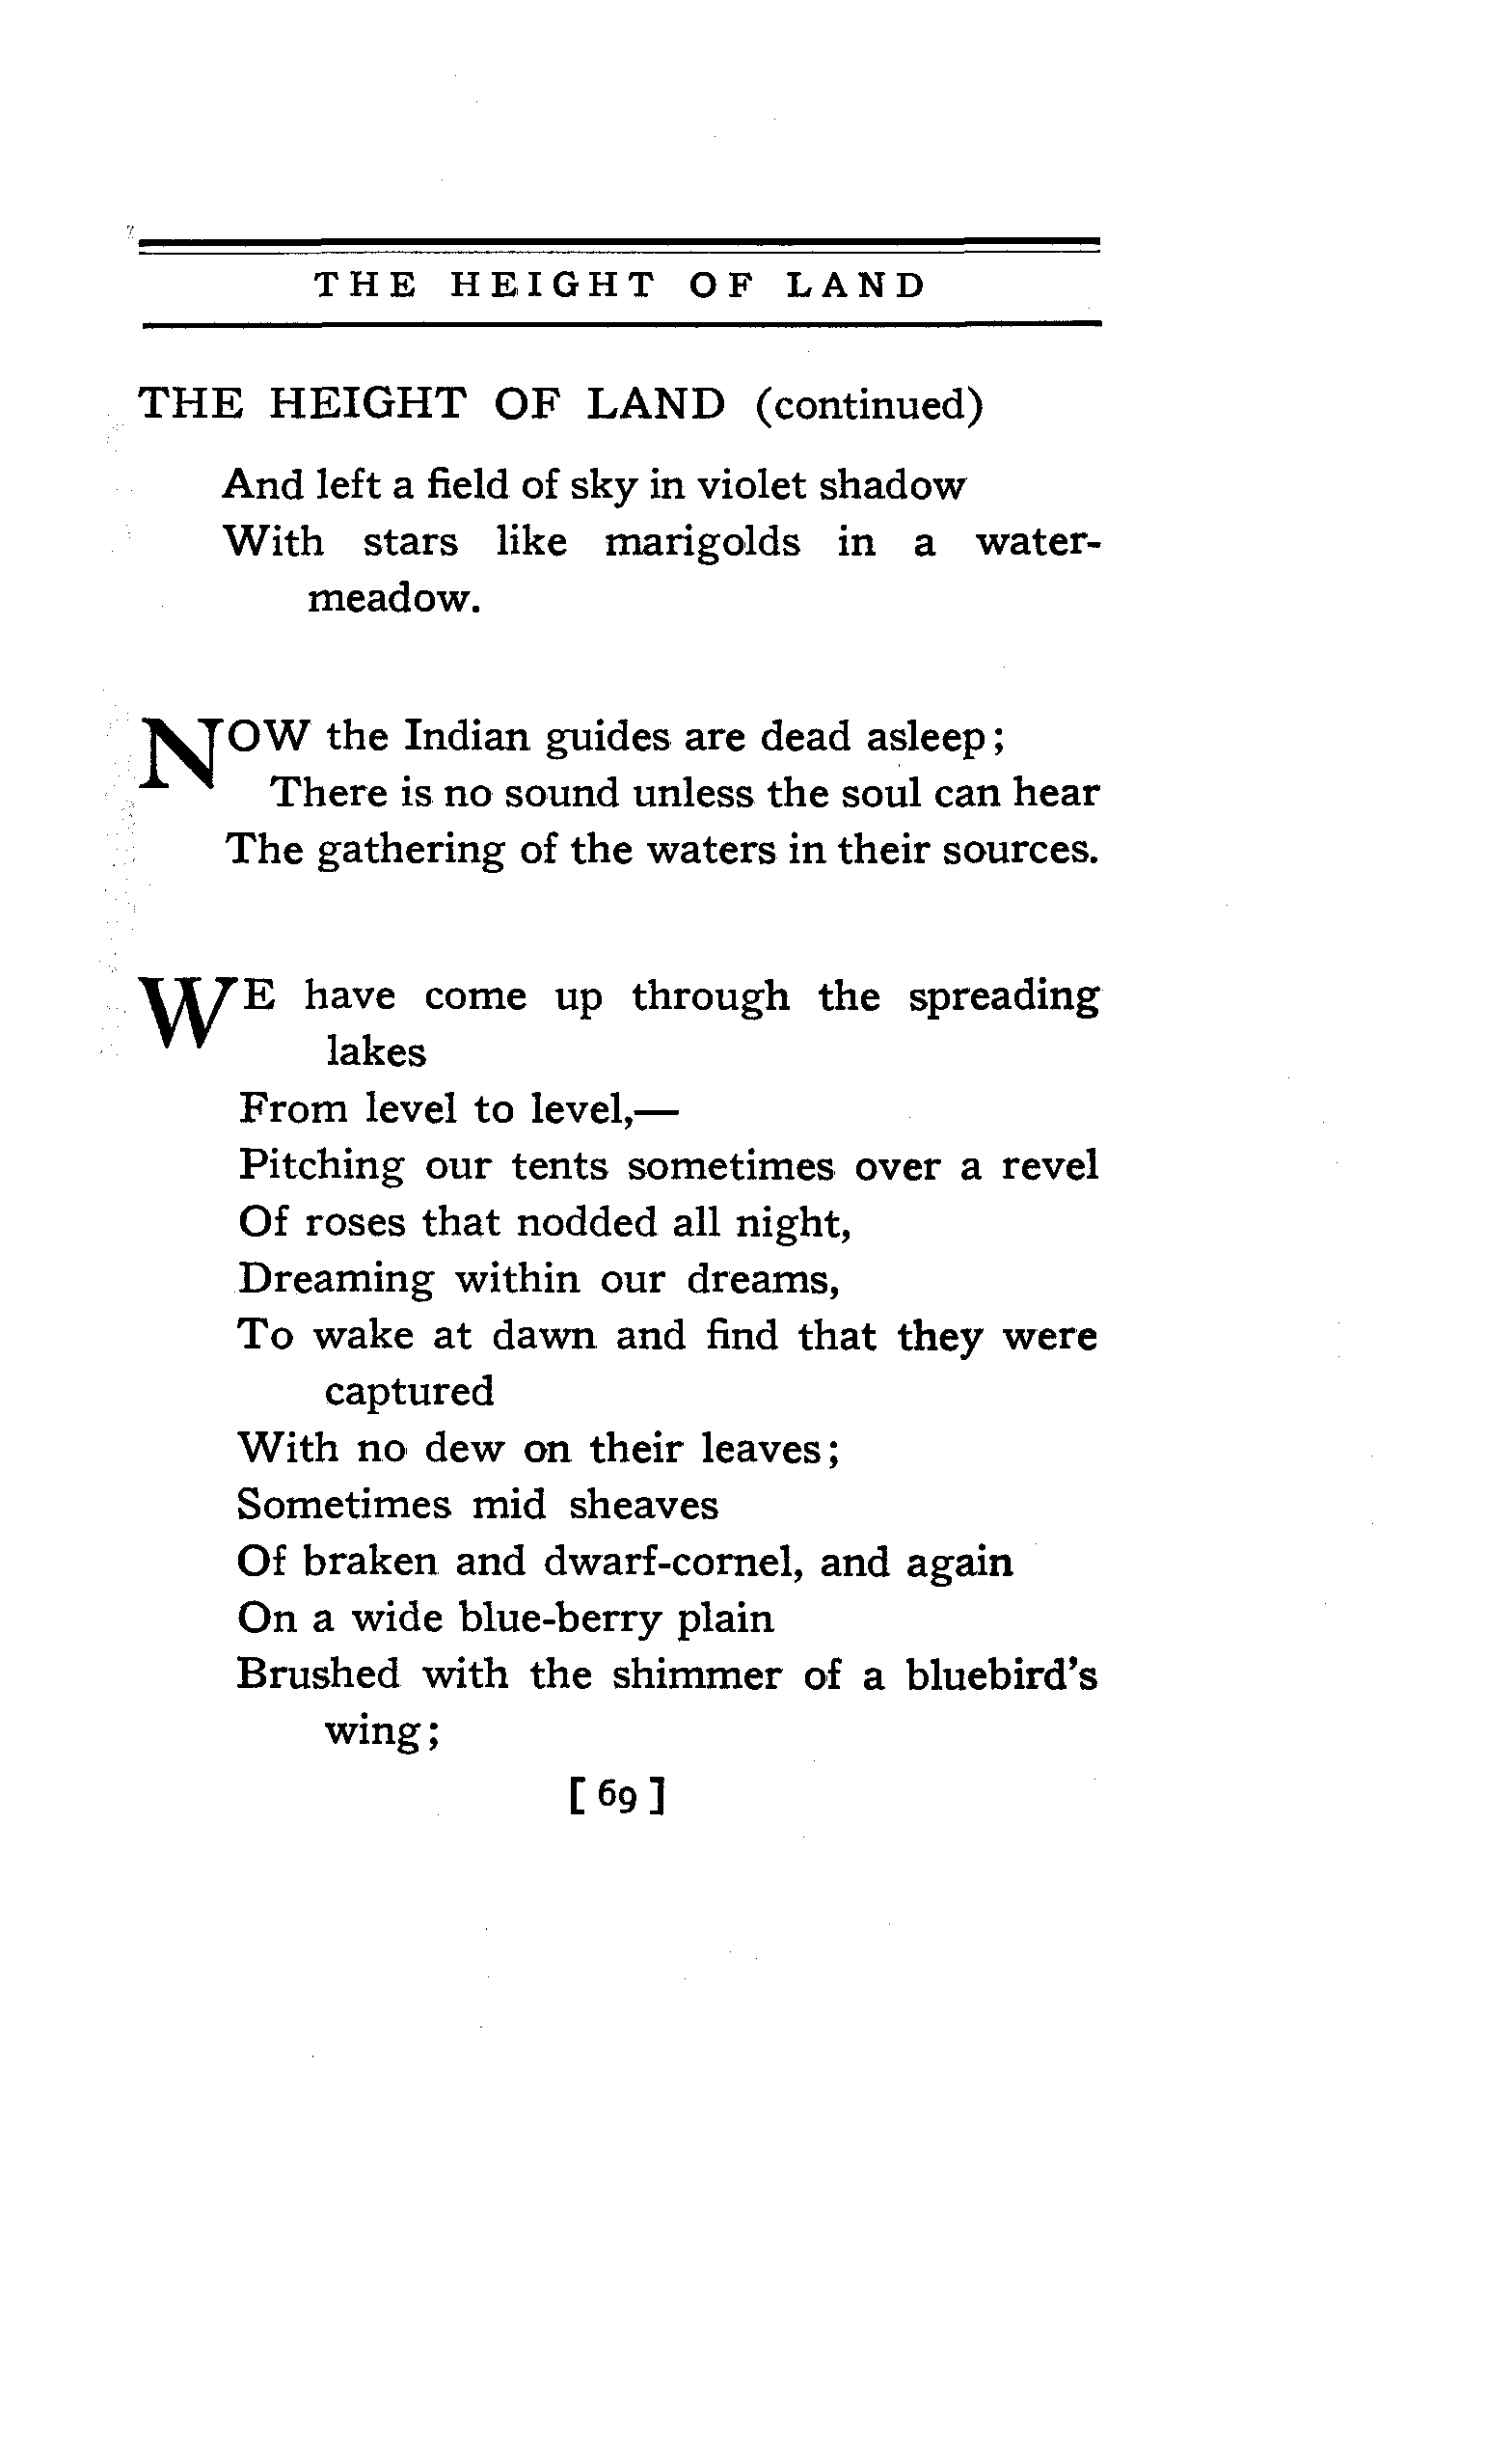 THE HEIGHT OF LAND
THE HEIGHT OF LAND (continued)
And left a field of sky in violet shadow
With stars like marigolds in a water-
meadow.
NOW the Indian guides are dead asleep;
There is no sound unless the soul can hear
The gathering of the waters in their sources.
WE have come up through the spreading
lakes
From level to level,—
Pitching our tents sometimes over a revel
Of roses that nodded all night,
Dreaming within our dreams,
To wake at dawn and find that they were
captured
With no dew on their leaves;
Sometimes mid sheaves
Of braken and dwarf-cornel, and again
On a wide blue-berry plain
Brushed with the shimmer of a bluebird's
wing;
[69]